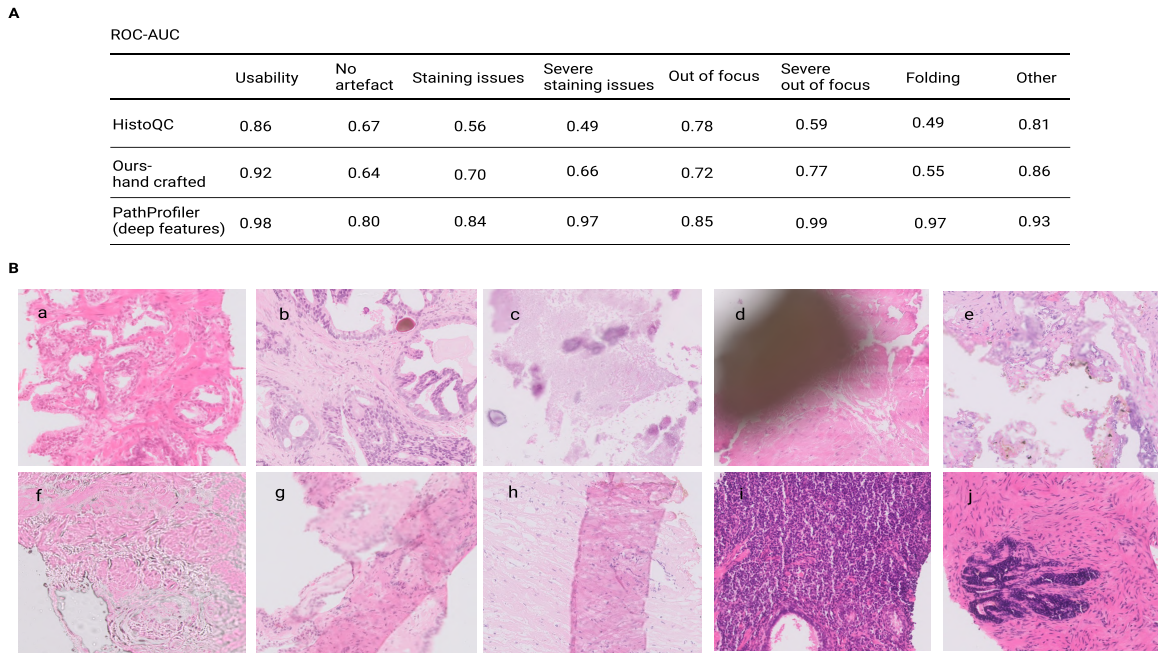 A
ROC-AUC
Usability No artefact Staining issues Severe staining issues Out of focus Severe out of focus Folding Other
HistoQC 0.86 0.67 0.56 0.49 0.78 0.59 0.49 0.81
Ours- hand crafted 0.92 0.64 0.70 0.66 0.72 0.77 0.55 0.86
PathProfiler (deep features) 0.98 0.80 0.84 0.97 0.85 0.99 0.97 0.93
B
a b c d e
f g h i j